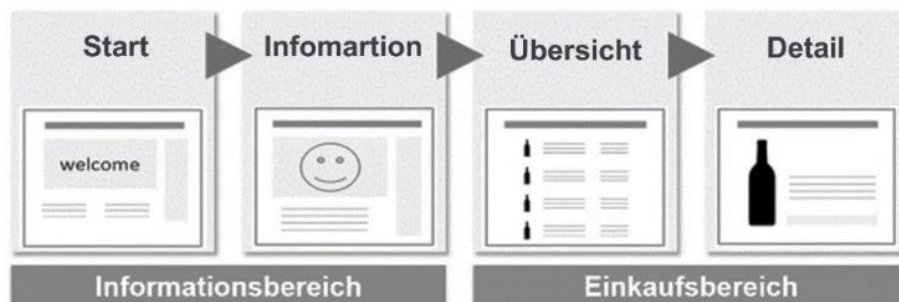 Start
Infomartion
Übersicht
Detail
welcome
Informationsbereich
Einkaufsbereich